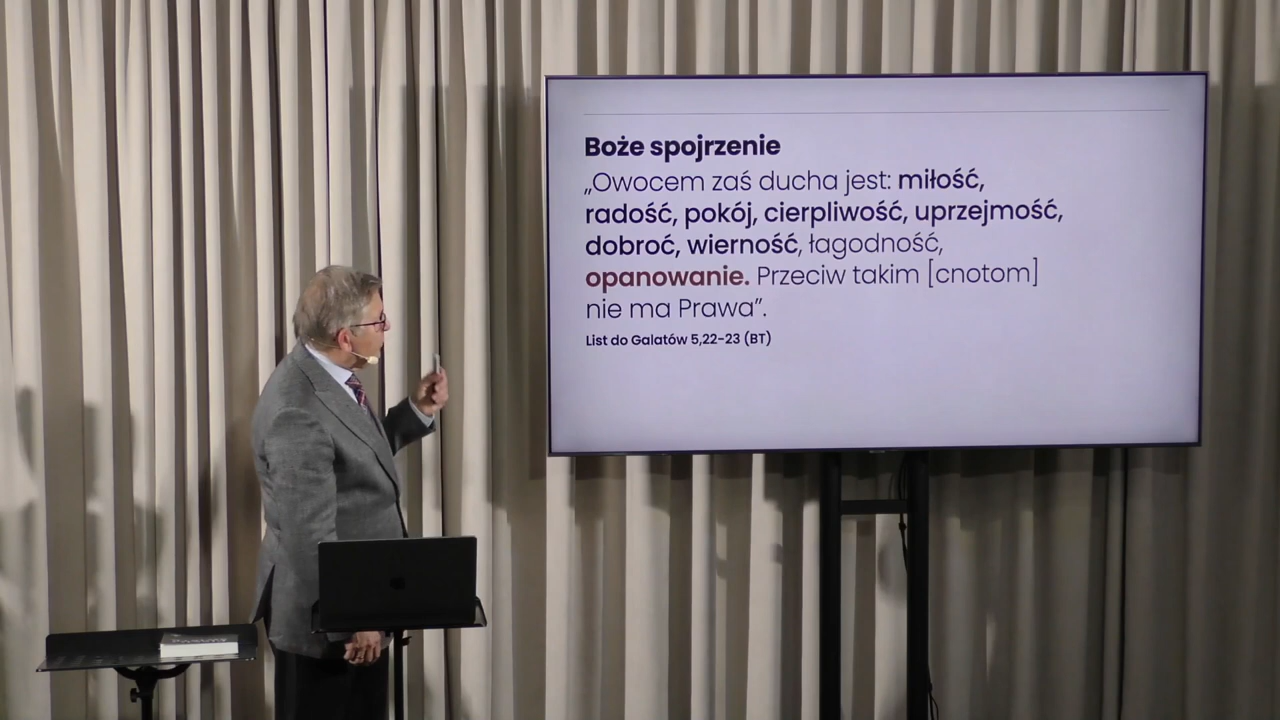 Boże spojrzenie
„Owocem zaś ducha jest: miłość,
radość, pokój, cierpliwość, uprzejmość,
dobroć, wierność, łagodność,
opanowanie. Przeciw takim [cnotom]
nie ma Prawa”.
List do Galatów 5,22-23 (BT)